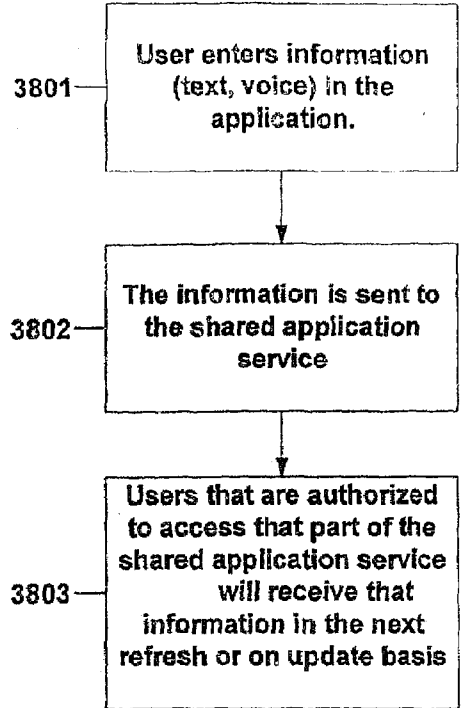 User enters information
3801
(text, voice) in the
application.
The information is sent to
3802
the shared application
service
Users that are authorized
to access that part of the
shared application service
3803
will receive that
information in the next
refresh or on update basis